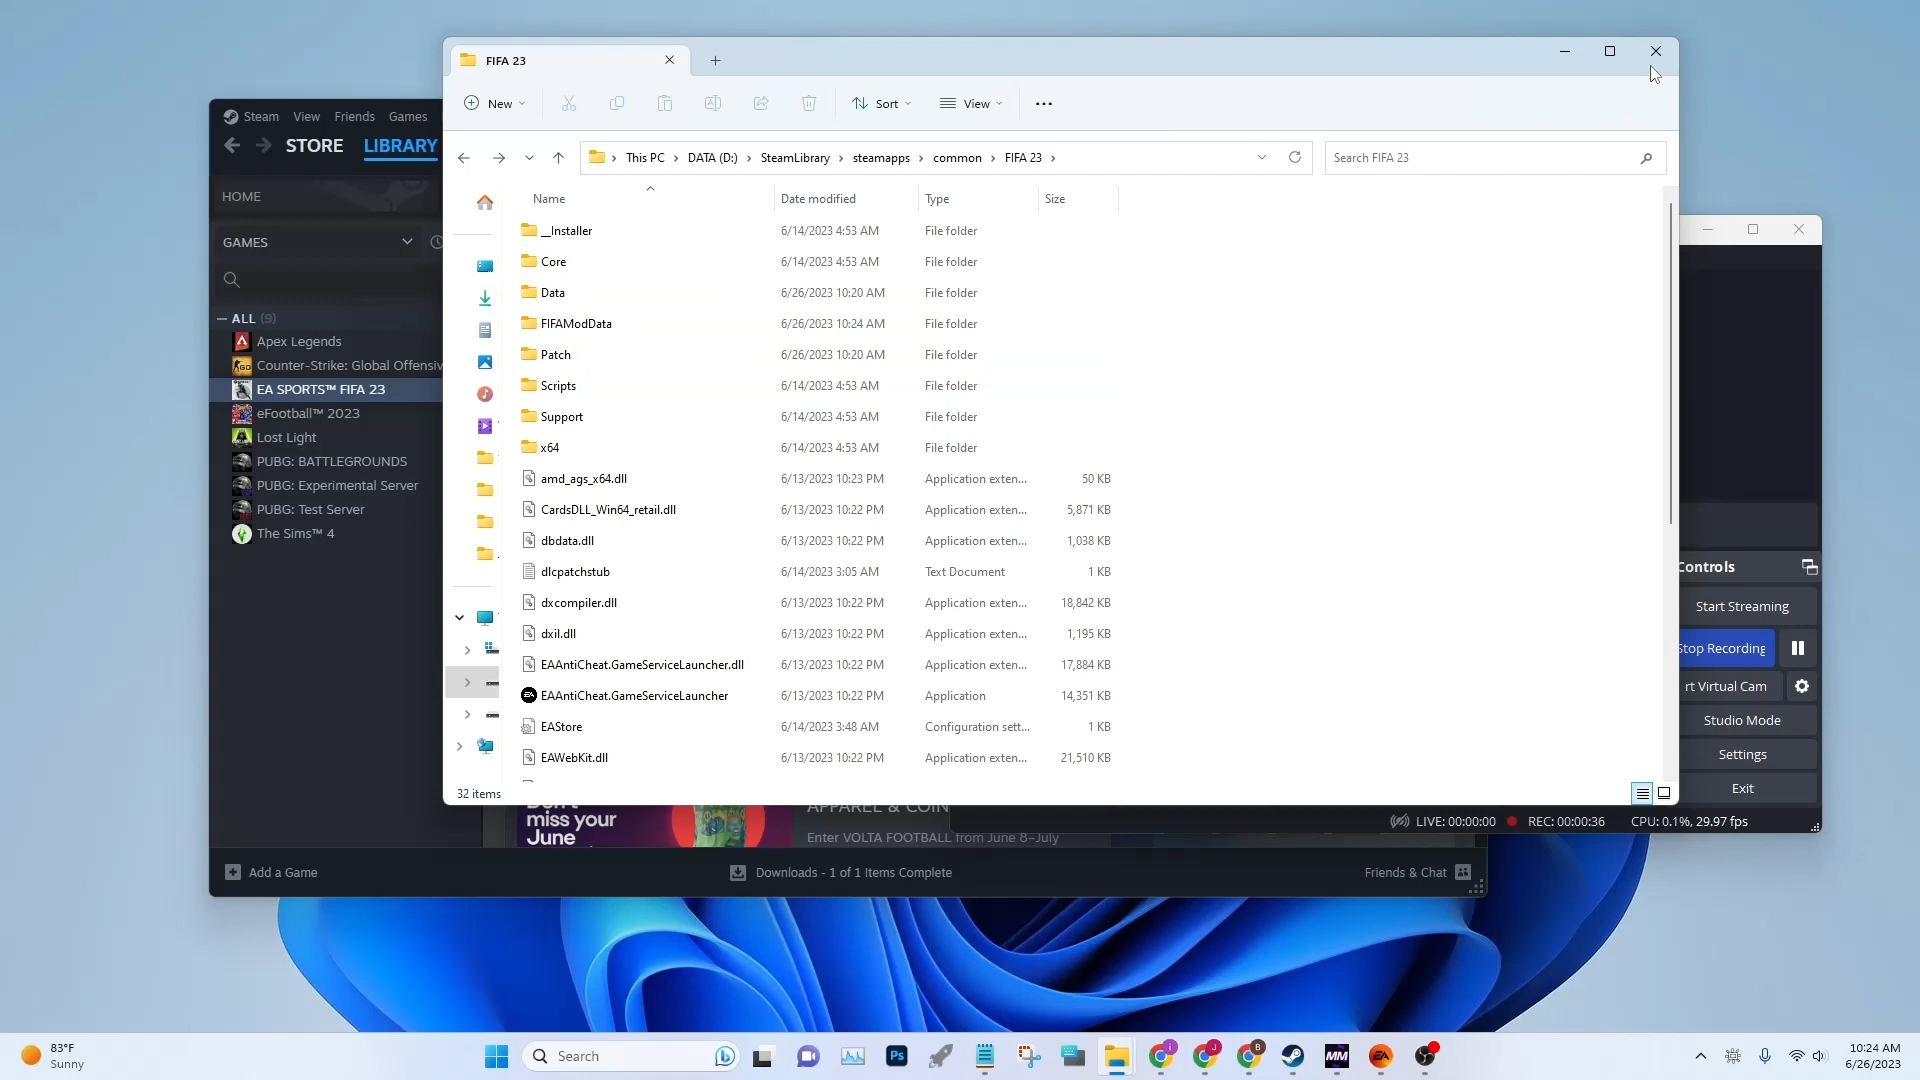 FIFA 23
New
Sort
View
This PC > DATA (D:) > SteamLibrary > steamapps > common > FIFA 23 >
Search FIFA 23
Name Date modified Type Size
__Installer 6/14/2023 4:53 AM File folder
Core 6/14/2023 4:53 AM File folder
Data 6/26/2023 10:20 AM File folder
FIFAModData 6/26/2023 10:24 AM File folder
Patch 6/26/2023 10:20 AM File folder
Scripts 6/14/2023 4:53 AM File folder
Support 6/14/2023 4:53 AM File folder
x64 6/14/2023 4:53 AM File folder
amd_ags_x64.dll 6/13/2023 10:23 PM Application exten... 50 KB
CardsDLL_Win64_retail.dll 6/13/2023 10:22 PM Application exten... 5,871 KB
dbdata.dll 6/13/2023 10:22 PM Application exten... 1,038 KB
dlcpatchstub 6/14/2023 3:05 AM Text Document 1 KB
dxcompiler.dll 6/13/2023 10:22 PM Application exten... 18,842 KB
dxil.dll 6/13/2023 10:22 PM Application exten... 1,195 KB
EAAntiCheat.GameServiceLauncher.dll 6/13/2023 10:22 PM Application exten... 17,884 KB
EAAntiCheat.GameServiceLauncher 6/13/2023 10:22 PM Application 14,351 KB
EAStore 6/14/2023 3:48 AM Configuration sett... 1 KB
EAWebKit.dll 6/13/2023 10:22 PM Application exten... 21,510 KB
32 items
Steam View Friends Games
STORE LIBRARY
HOME
GAMES
ALL (9)
Apex Legends
Counter-Strike: Global Offensiv
EA SPORTS™ FIFA 23
eFootball™ 2023
Lost Light
PUBG: BATTLEGROUNDS
PUBG: Experimental Server
PUBG: Test Server
The Sims™ 4
Don't
miss your
June
APPAREL & COIN
Enter VOLTA FOOTBALL from June 8–July
Add a Game
Downloads - 1 of 1 Items Complete
Friends & Chat
Controls
Start Streaming
Stop Recording
rt Virtual Cam
Studio Mode
Settings
Exit
LIVE: 00:00:00 REC: 00:00:36 CPU: 0.1%, 29.97 fps
83°F
Sunny
Search
Ps
i
J
B
MM
EA
10:24 AM
6/26/2023